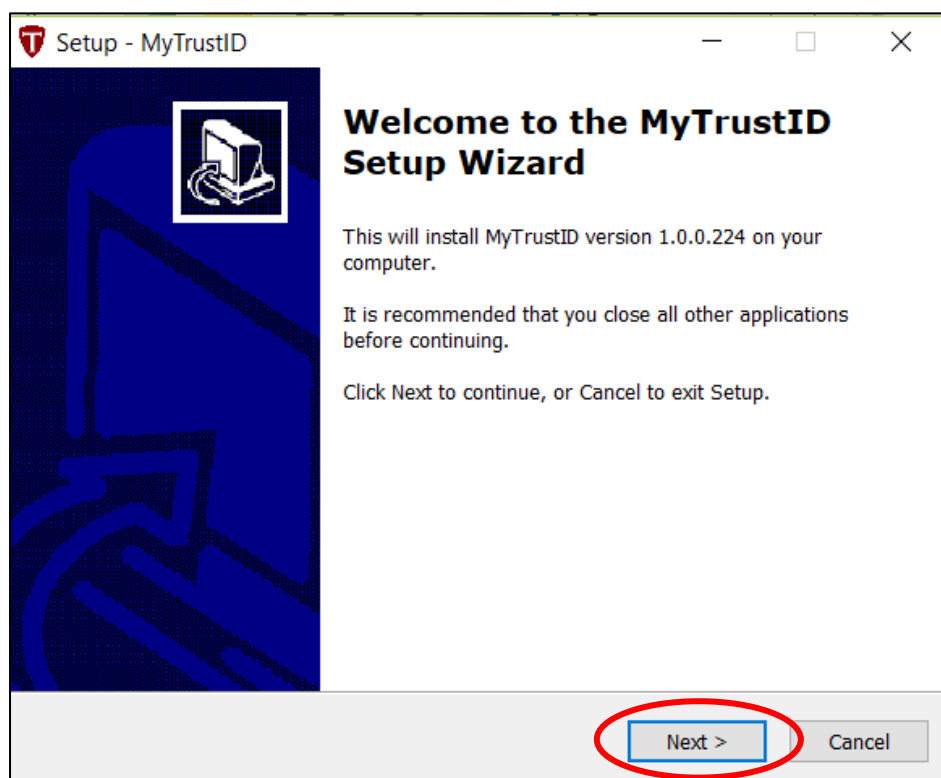 Setup - MyTrustID
Welcome to the MyTrustID
Setup Wizard
This will install MyTrustID version 1.0.0.224 on your
computer.
It is recommended that you close all other applications
before continuing.
Click Next to continue, or Cancel to exit Setup.
Next >
Cancel